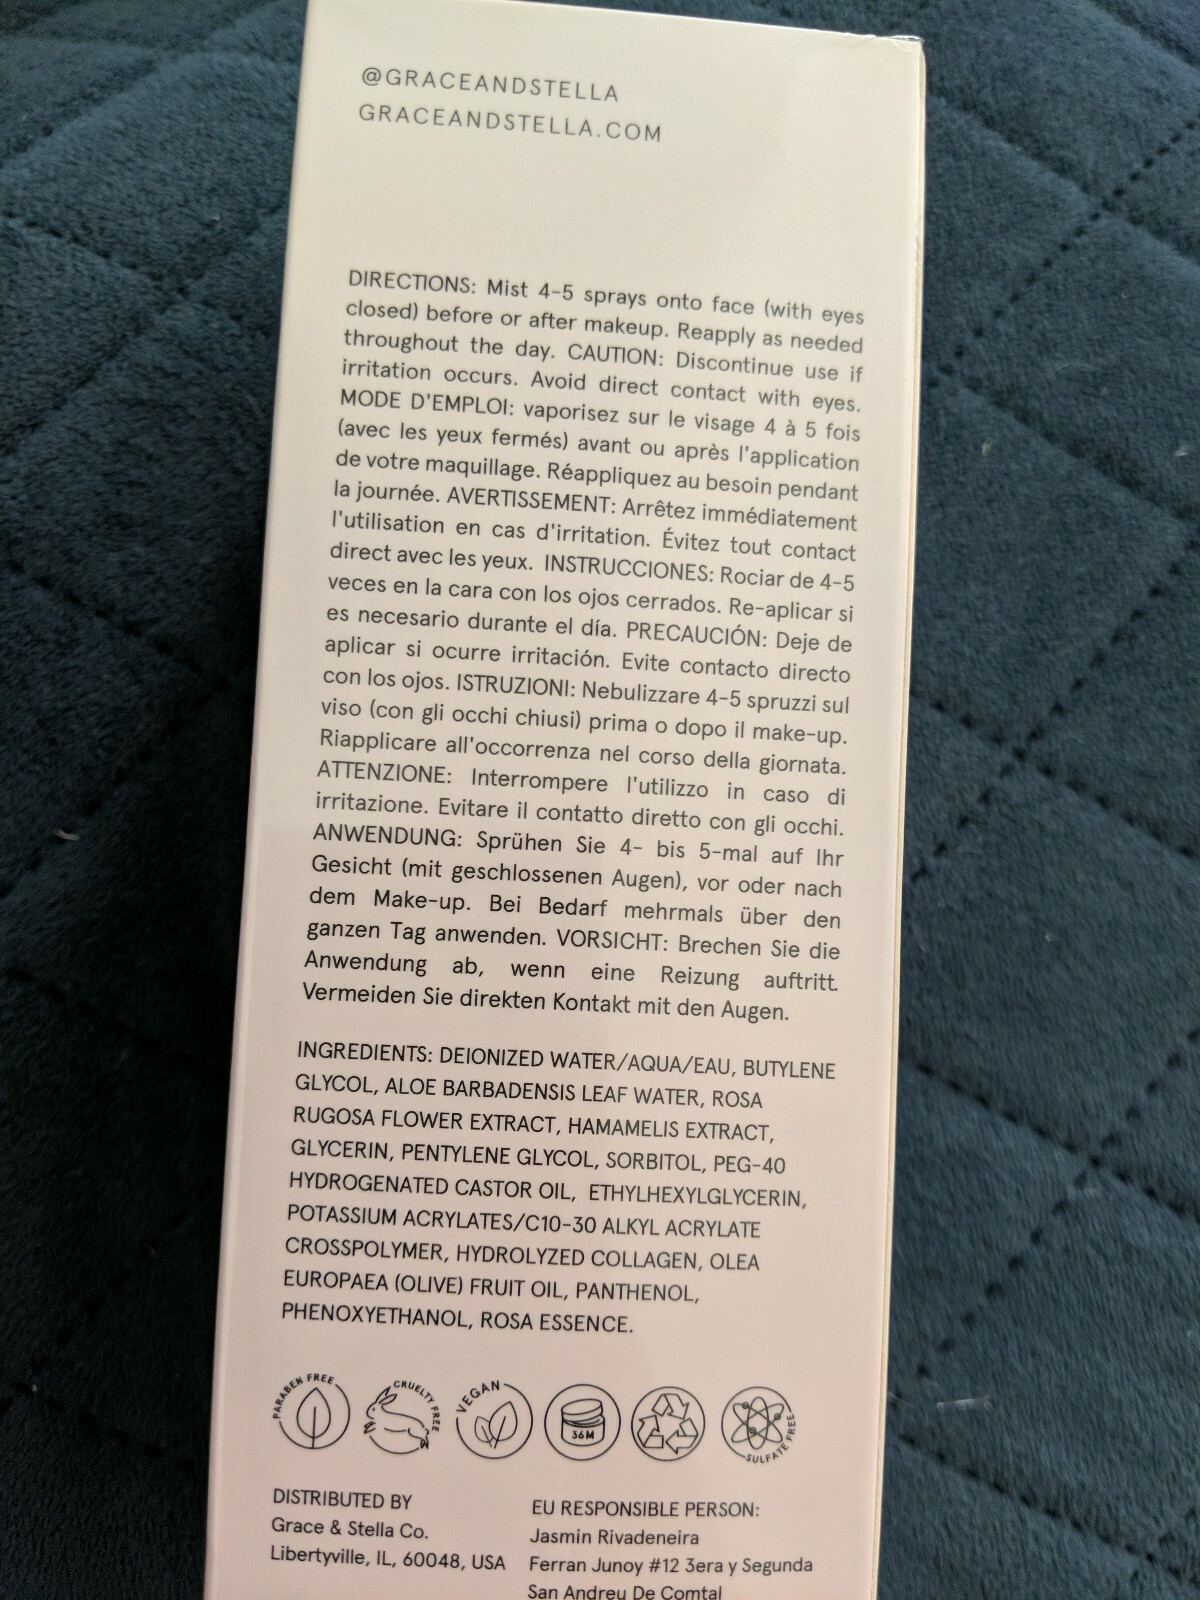 @GRACEANDSTELLA
GRACEANDSTELLA.COM
DIRECTIONS: Mist 4-5 sprays onto face (with eyes
closed) before or after makeup. Reapply as needed
throughout the day. CAUTION: Discontinue use if
irritation occurs. Avoid direct contact with eyes.
MODE D'EMPLOI: vaporisez sur le visage 4 à 5 fois
(avec les yeux fermés) avant ou après l'application
de votre maquillage. Réappliquez au besoin pendant
la journée. AVERTISSEMENT: Arrêtez immédiatement
l'utilisation en cas d'irritation. Évitez tout contact
direct avec les yeux. INSTRUCCIONES: Rociar de 4-5
veces en la cara con los ojos cerrados. Re-aplicar si
es necesario durante el día. PRECAUCIÓN: Deje de
aplicar si ocurre irritación. Evite contacto directo
con los ojos. ISTRUZIONI: Nebulizzare 4-5 spruzzi sul
viso (con gli occhi chiusi) prima o dopo il make-up.
Riapplicare all'occorrenza nel corso della giornata.
ATTENZIONE: Interrompere l'utilizzo in caso di
irritazione. Evitare il contatto diretto con gli occhi.
ANWENDUNG: Sprühen Sie 4- bis 5-mal auf Ihr
Gesicht (mit geschlossenen Augen), vor oder nach
dem Make-up. Bei Bedarf mehrmals über den
ganzen Tag anwenden. VORSICHT: Brechen Sie die
Anwendung ab, wenn eine Reizung auftritt.
Vermeiden Sie direkten Kontakt mit den Augen.
INGREDIENTS: DEIONIZED WATER/AQUA/EAU, BUTYLENE
GLYCOL, ALOE BARBADENSIS LEAF WATER, ROSA
RUGOSA FLOWER EXTRACT, HAMAMELIS EXTRACT,
GLYCERIN, PENTYLENE GLYCOL, SORBITOL, PEG-40
HYDROGENATED CASTOR OIL, ETHYLHEXYLGLYCERIN,
POTASSIUM ACRYLATES/C10-30 ALKYL ACRYLATE
CROSSPOLYMER, HYDROLYZED COLLAGEN, OLEA
EUROPAEA (OLIVE) FRUIT OIL, PANTHENOL,
PHENOXYETHANOL, ROSA ESSENCE.
PARABEN FREE
CRUELTY FREE
VEGAN
36M
SULFATE FREE
DISTRIBUTED BY
Grace & Stella Co.
Libertyville, IL, 60048, USA
EU RESPONSIBLE PERSON:
Jasmin Rivadeneira
Ferran Junoy #12 3era y Segunda
San Andreu De Comtal